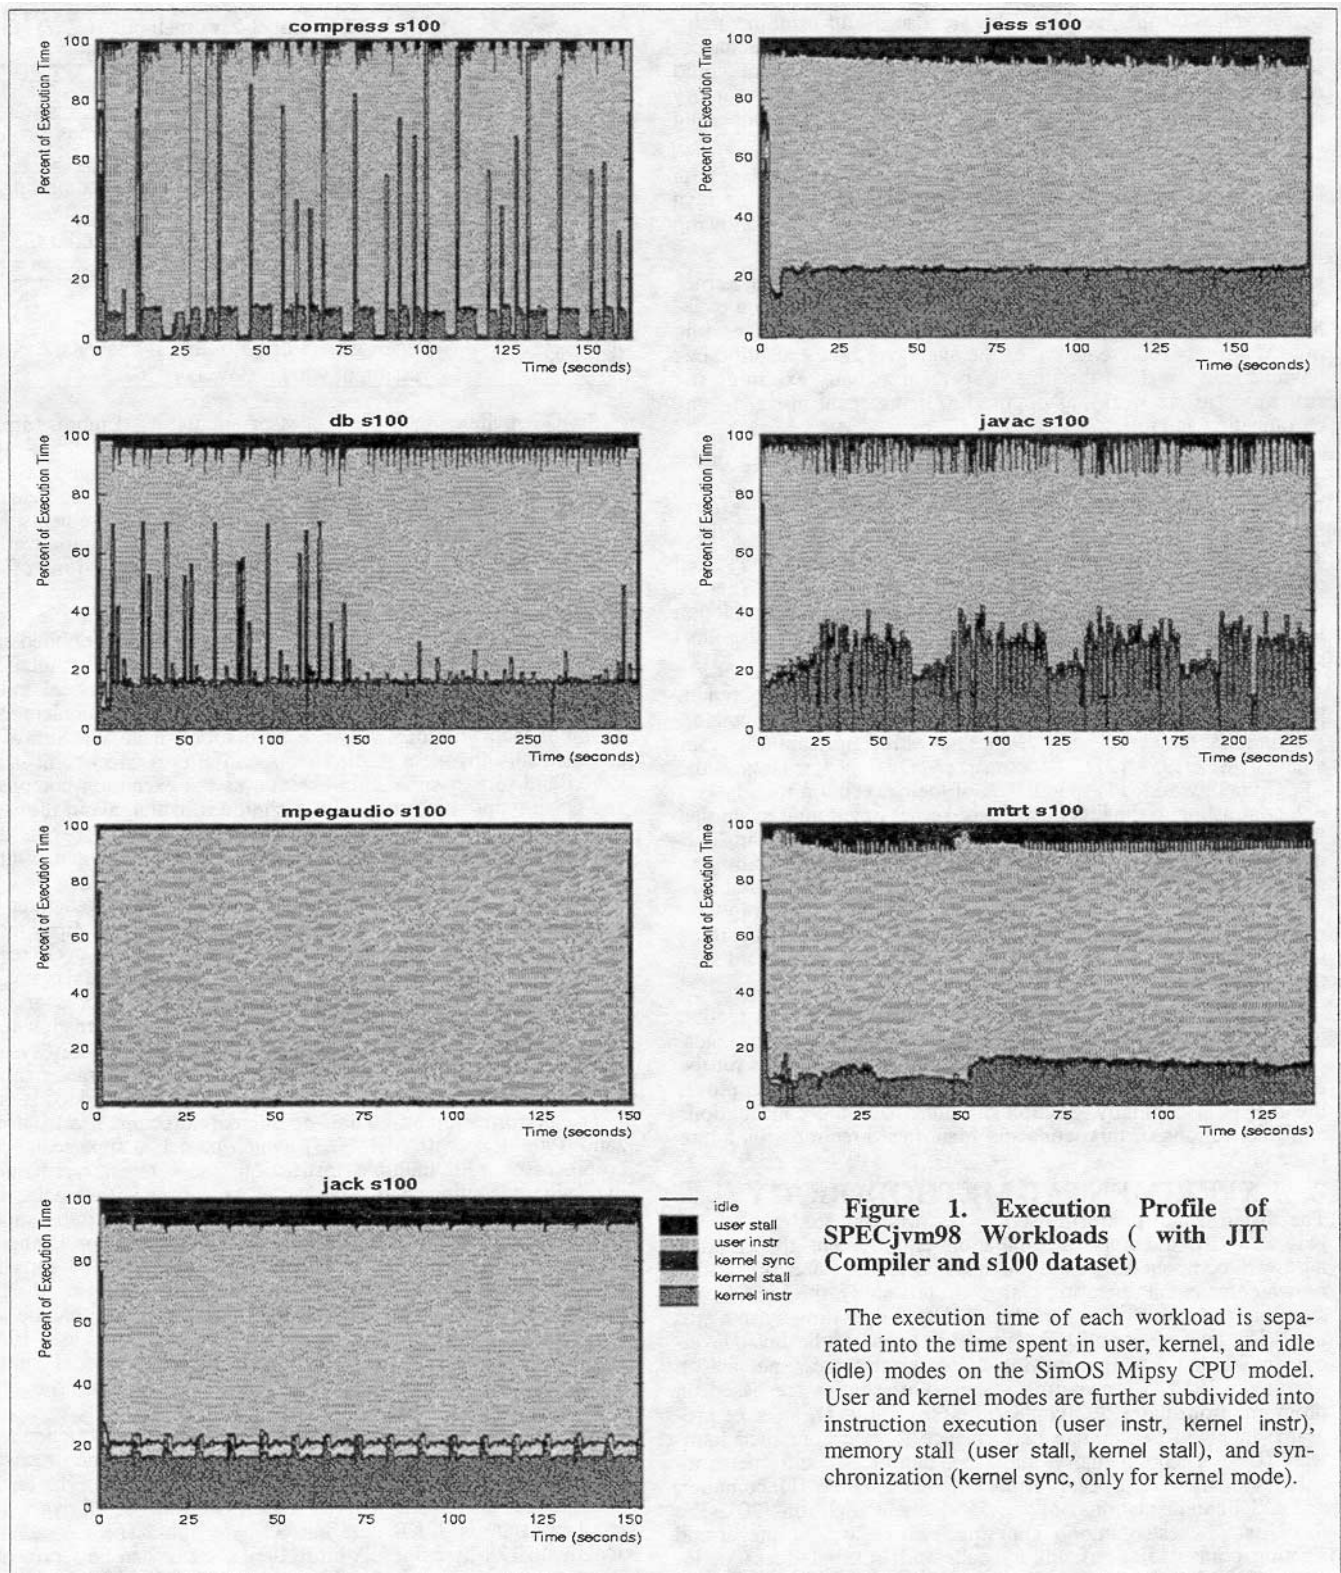 compress s100
Percent of Execution Time
100
80
60
40
20
0
0 25 50 75 100 125 150
Time (seconds)
jess s100
Percent of Execution Time
100
80
60
40
20
0
0 25 50 75 100 125 150
Time (seconds)
db s100
Percent of Execution Time
100
80
60
40
20
0
0 50 100 150 200 250 300
Time (seconds)
javac s100
Percent of Execution Time
100
80
60
40
20
0
0 25 50 75 100 125 150 175 200 225
Time (seconds)
mpegaudio s100
Percent of Execution Time
100
80
60
40
20
0
0 25 50 75 100 125 150
Time (seconds)
mtrt s100
Percent of Execution Time
100
80
60
40
20
0
0 25 50 75 100 125
Time (seconds)
jack s100
Percent of Execution Time
100
80
60
40
20
0
0 25 50 75 100 125 150
Time (seconds)
idle
user stall
user instr
kernel sync
kernel stall
kernel instr
Figure 1. Execution Profile of
SPECjvm98 Workloads ( with JIT
Compiler and s100 dataset)
The execution time of each workload is sepa-
rated into the time spent in user, kernel, and idle
(idle) modes on the SimOS Mipsy CPU model.
User and kernel modes are further subdivided into
instruction execution (user instr, kernel instr),
memory stall (user stall, kernel stall), and syn-
chronization (kernel sync, only for kernel mode).